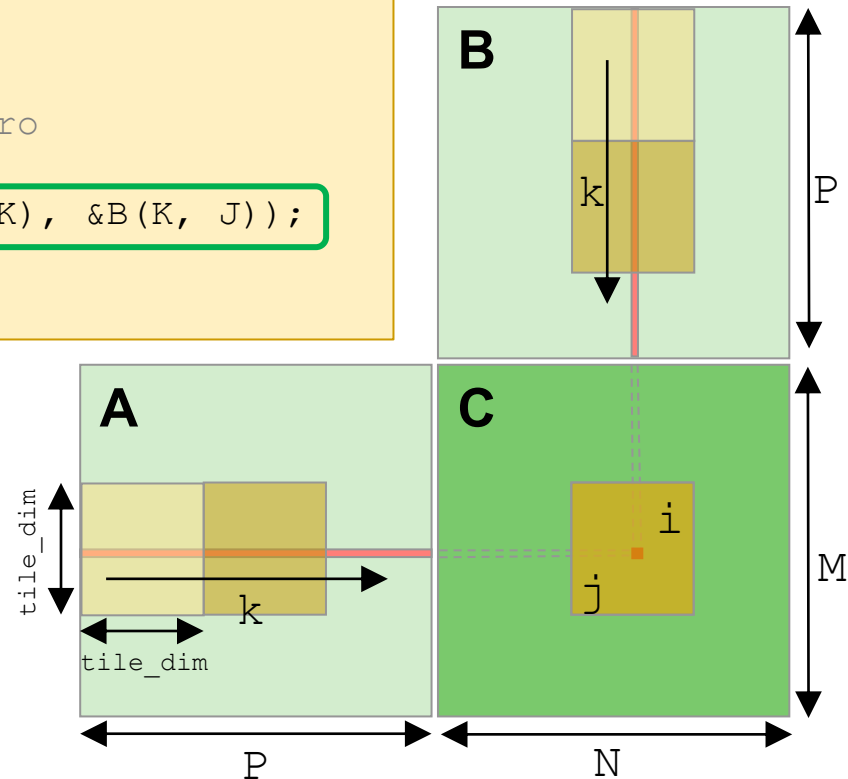 ro
K), &B(K, J));
B
k
P
A
C
tile_dim
k
tile_dim
i
j
M
P
N